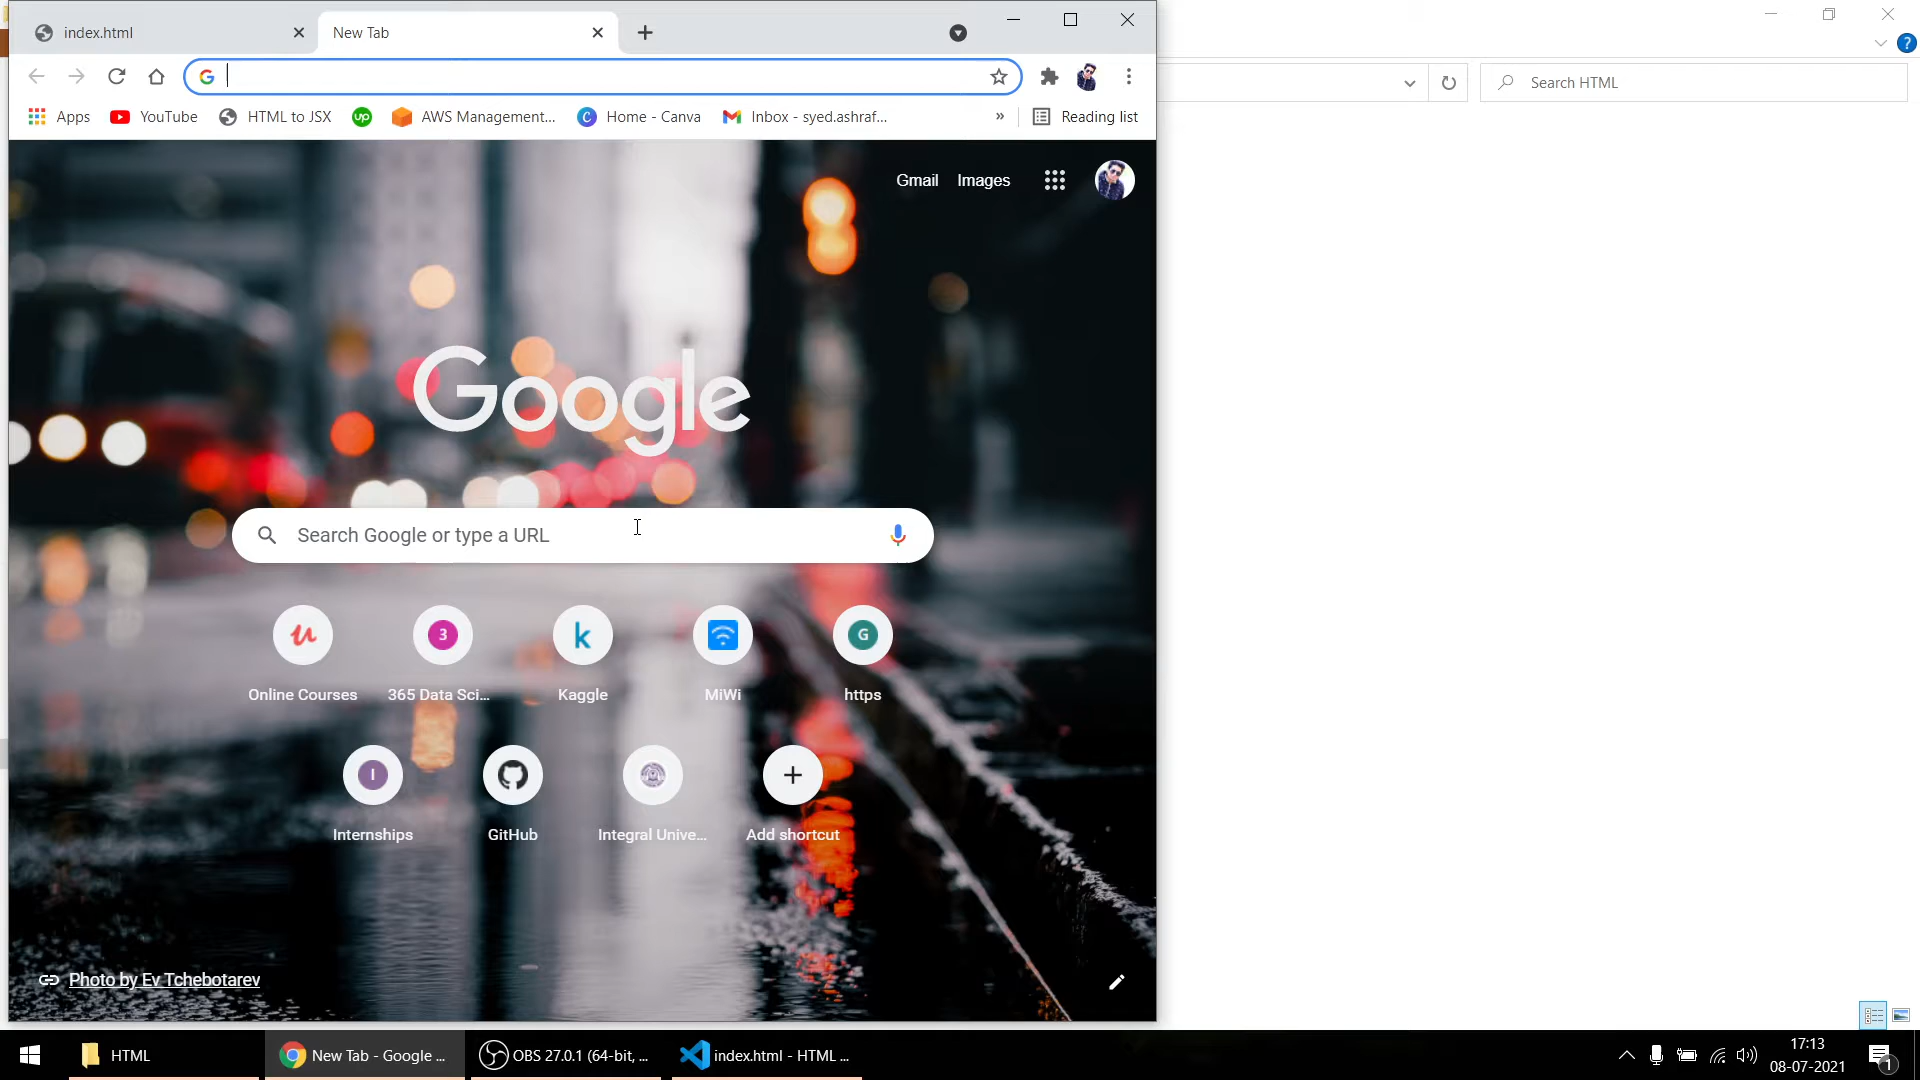 index.html
New Tab
Search HTML
Apps
YouTube
HTML to JSX
up
AWS Management...
Home - Canva
Inbox - syed.ashraf...
»
Reading list
Gmail
Images
Google
Search Google or type a URL
3
k
G
Online Courses
365 Data Sci...
Kaggle
MiWi
https
I
Internships
GitHub
Integral Unive...
Add shortcut
Photo by Ev Tchebotarev
HTML
New Tab - Google ...
OBS 27.0.1 (64-bit, ...
index.html - HTML ...
17:13
08-07-2021
1